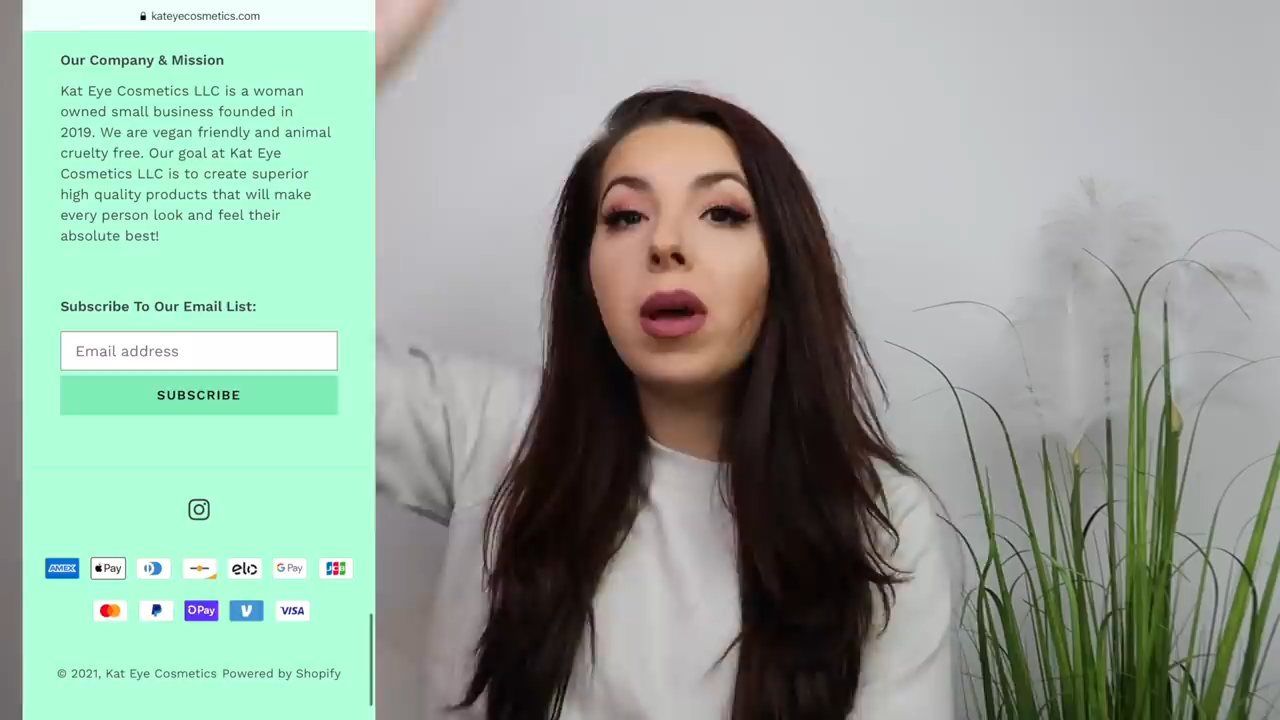 kateyecosmetics.com
Our Company & Mission
Kat Eye Cosmetics LLC is a woman
owned small business founded in
2019. We are vegan friendly and animal
cruelty free. Our goal at Kat Eye
Cosmetics LLC is to create superior
high quality products that will make
every person look and feel their
absolute best!
Subscribe To Our Email List:
Email address
SUBSCRIBE
AMEX Pay elo G Pay JCB
Pay VISA
© 2021, Kat Eye Cosmetics Powered by Shopify